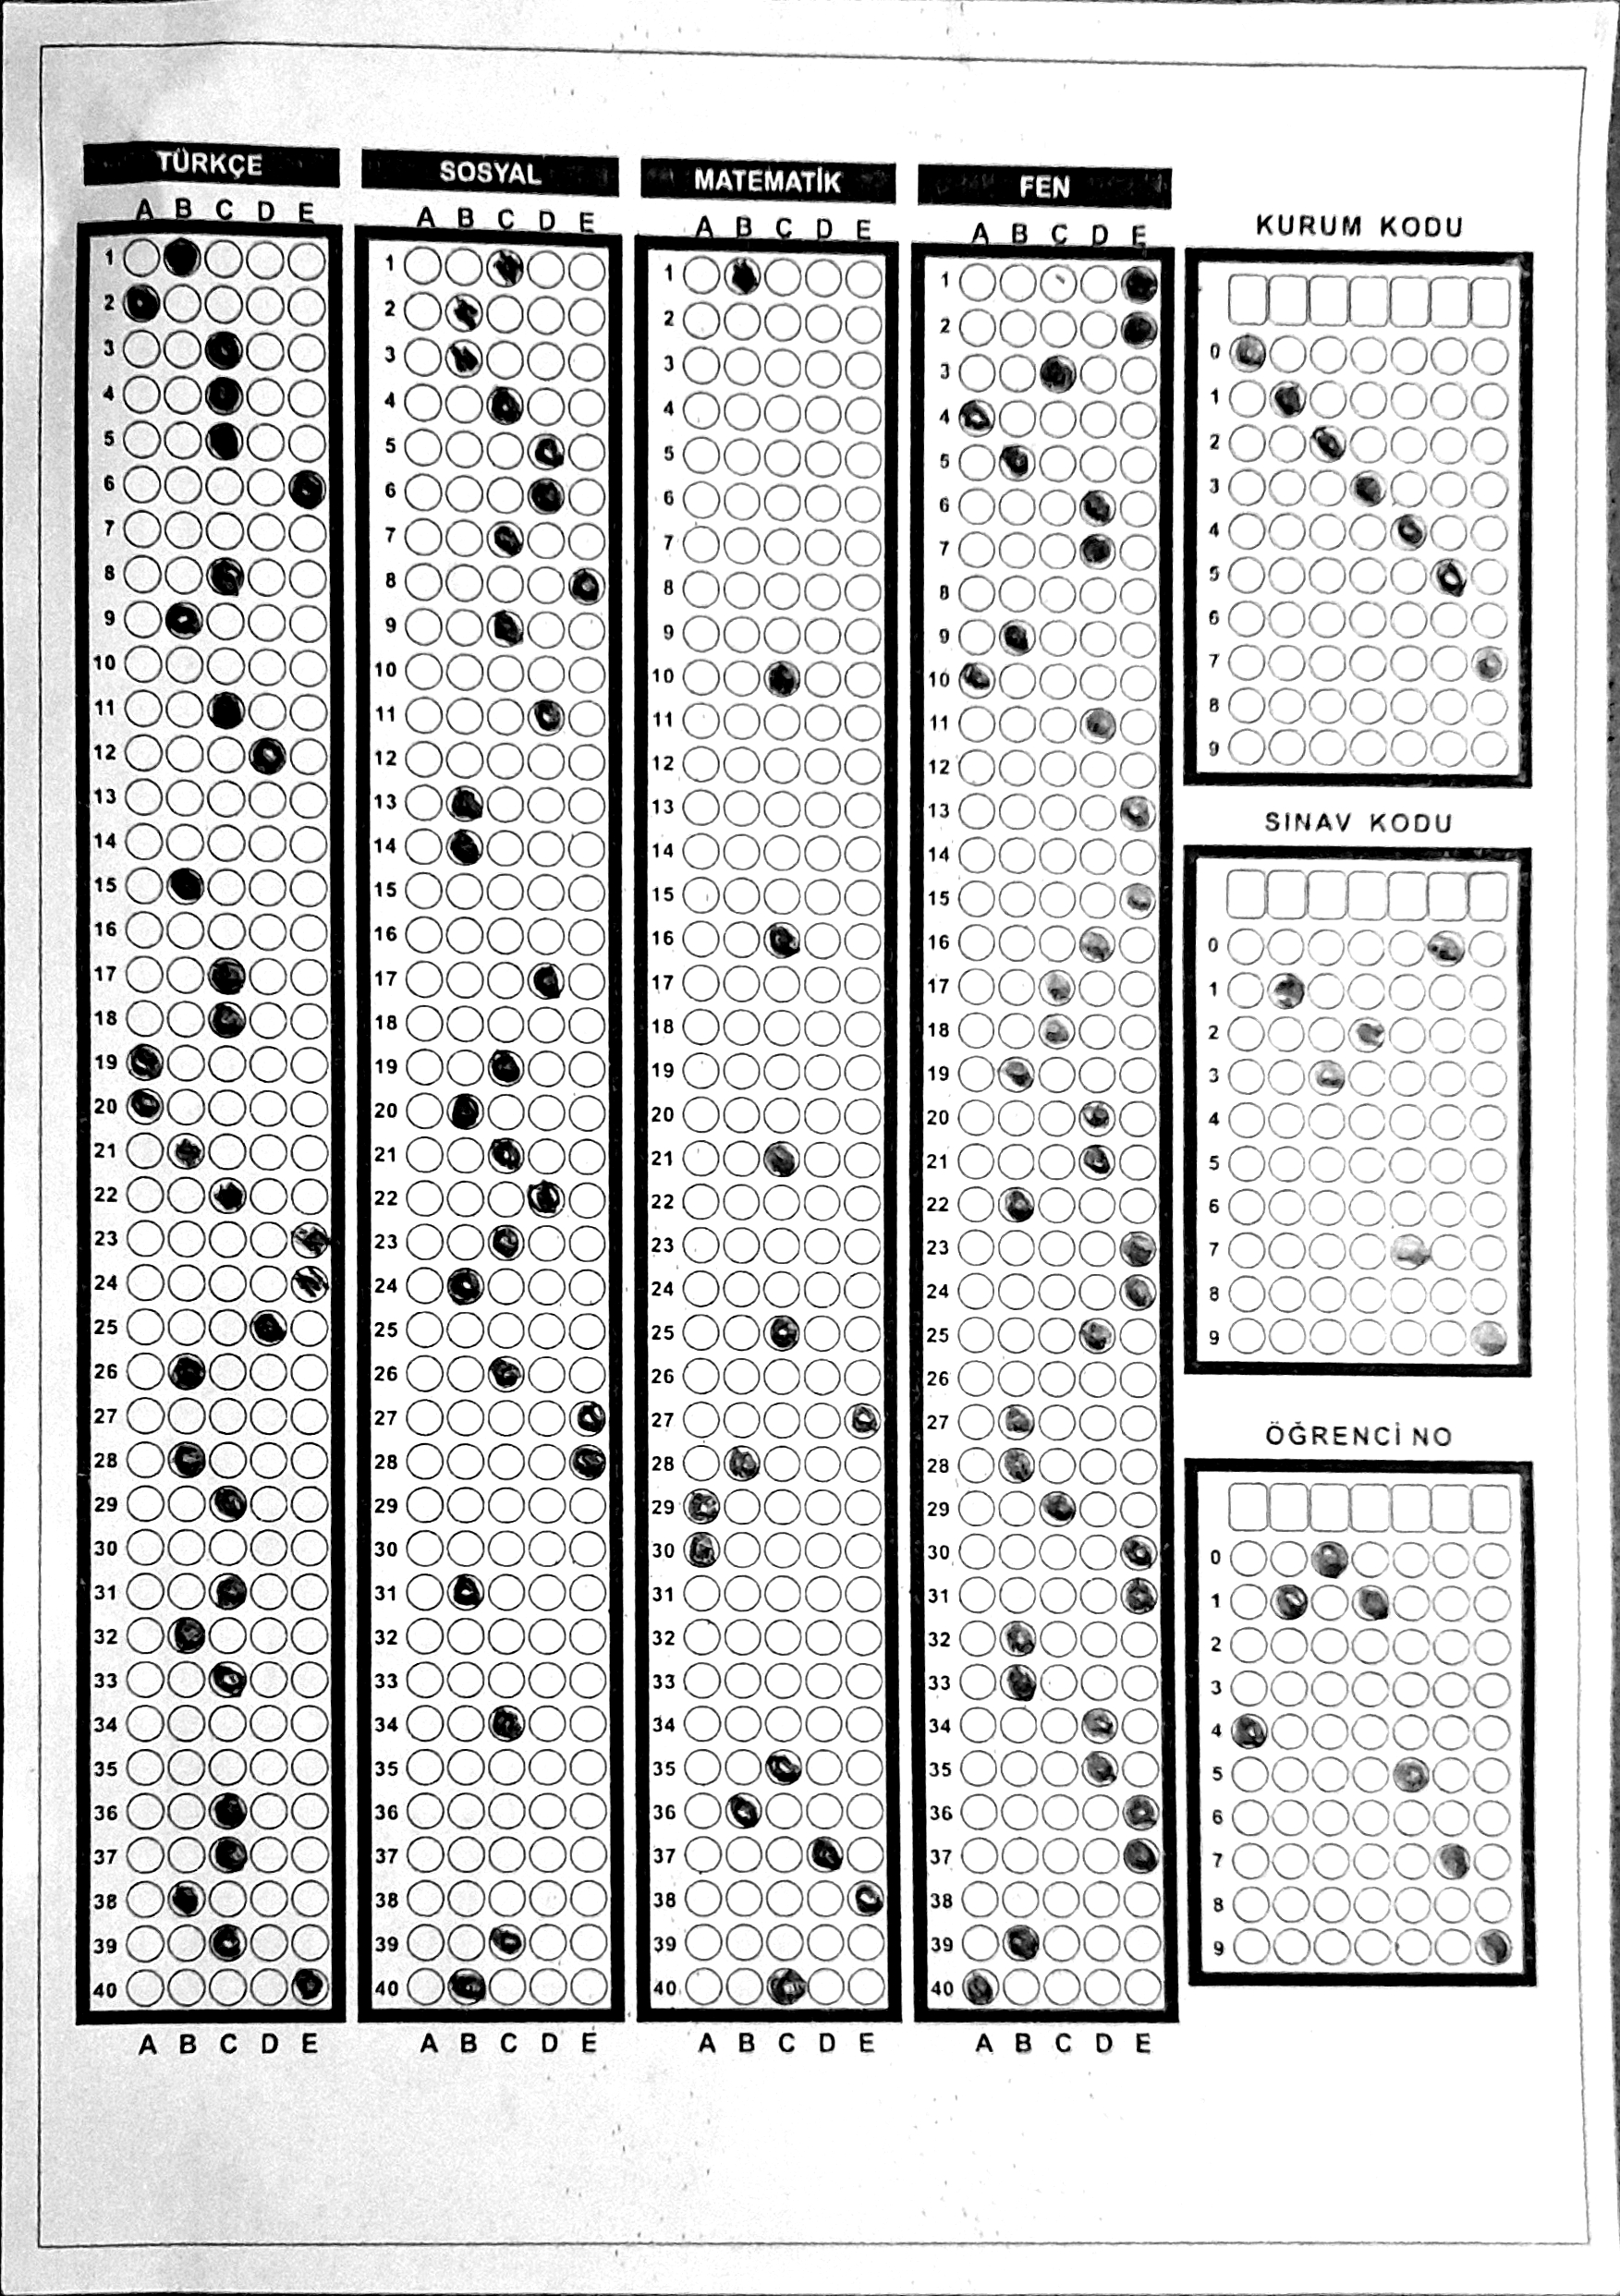 TÜRKÇE SOSYAL MATEMATİK FEN
A B C D E A B C D E A B C D E A B C D E
KURUM KODU
1 1 1 1
2 2 2 2
3 3 3 3 0
4 4 4 4 1
5 5 5 5 2
6 6 6 6 3
7 7 7 7 4
8 8 8 8 5
9 9 9 9 6
10 10 10 10 7
11 11 11 11 8
12 12 12 12 9
13 13 13 13
SINAV KODU
14 14 14 14
15 15 15 15
16 16 16 16 0
17 17 17 17 1
18 18 18 18 2
19 19 19 19 3
20 20 20 20 4
21 21 21 21 5
22 22 22 22 6
23 23 23 23 7
24 24 24 24 8
25 25 25 25 9
26 26 26 26
27 27 27 27
ÖĞRENCİ NO
28 28 28 28
29 29 29 29
30 30 30 30 0
31 31 31 31 1
32 32 32 32 2
33 33 33 33 3
34 34 34 34 4
35 35 35 35 5
36 36 36 36 6
37 37 37 37 7
38 38 38 38 8
39 39 39 39 9
40 40 40 40
A B C D E A B C D E A B C D E A B C D E